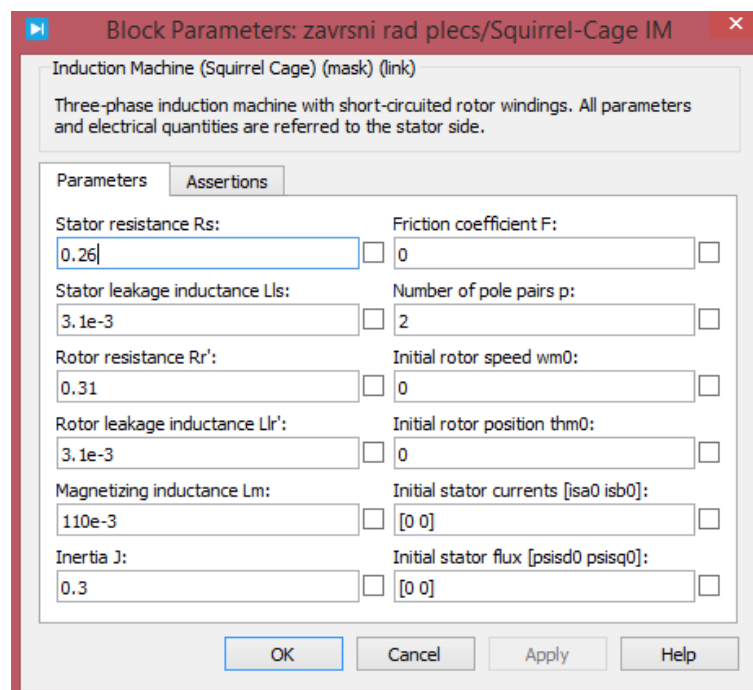 Block Parameters: zavrsni rad plecs/Squirrel-Cage IM
Induction Machine (Squirrel Cage) (mask) (link)
Three-phase induction machine with short-circuited rotor windings. All parameters
and electrical quantities are referred to the stator side.
Parameters
Assertions
Stator resistance Rs:
0.26
Stator leakage inductance Lls:
3.1e-3
Rotor resistance Rr':
0.31
Rotor leakage inductance Llr':
3.1e-3
Magnetizing inductance Lm:
110e-3
Inertia J:
0.3
Friction coefficient F:
0
Number of pole pairs p:
2
Initial rotor speed wm0:
0
Initial rotor position thm0:
0
Initial stator currents [isa0 isb0]:
[0 0]
Initial stator flux [psisd0 psisq0]:
[0 0]
OK
Cancel
Apply
Help